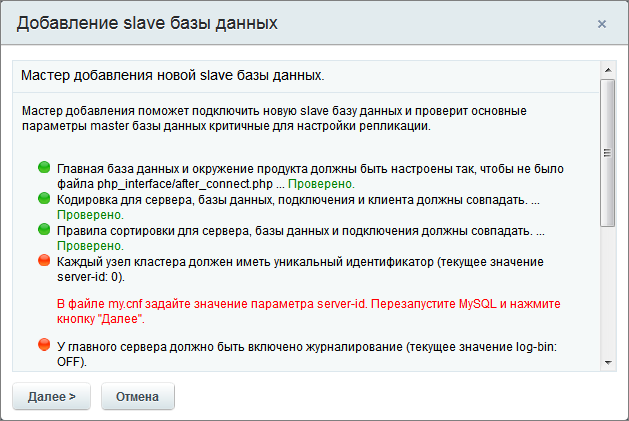 Добавление slave базы данных
Мастер добавления новой slave базы данных.
Мастер добавления поможет подключить новую slave базу данных и проверит основные
параметры master базы данных критичные для настройки репликации.
Главная база данных и окружение продукта должны быть настроены так, чтобы не было
файла php_interface/after_connect.php ... Проверено.
Кодировка для сервера, базы данных, подключения и клиента должны совпадать. ...
Проверено.
Правила сортировки для сервера, базы данных и подключения должны совпадать. ...
Проверено.
Каждый узел кластера должен иметь уникальный идентификатор (текущее значение
server-id: 0).
В файле my.cnf задайте значение параметра server-id. Перезапустите MySQL и нажмите
кнопку "Далее".
У главного сервера должно быть включено журналирование (текущее значение log-bin:
OFF).
Далее >
Отмена